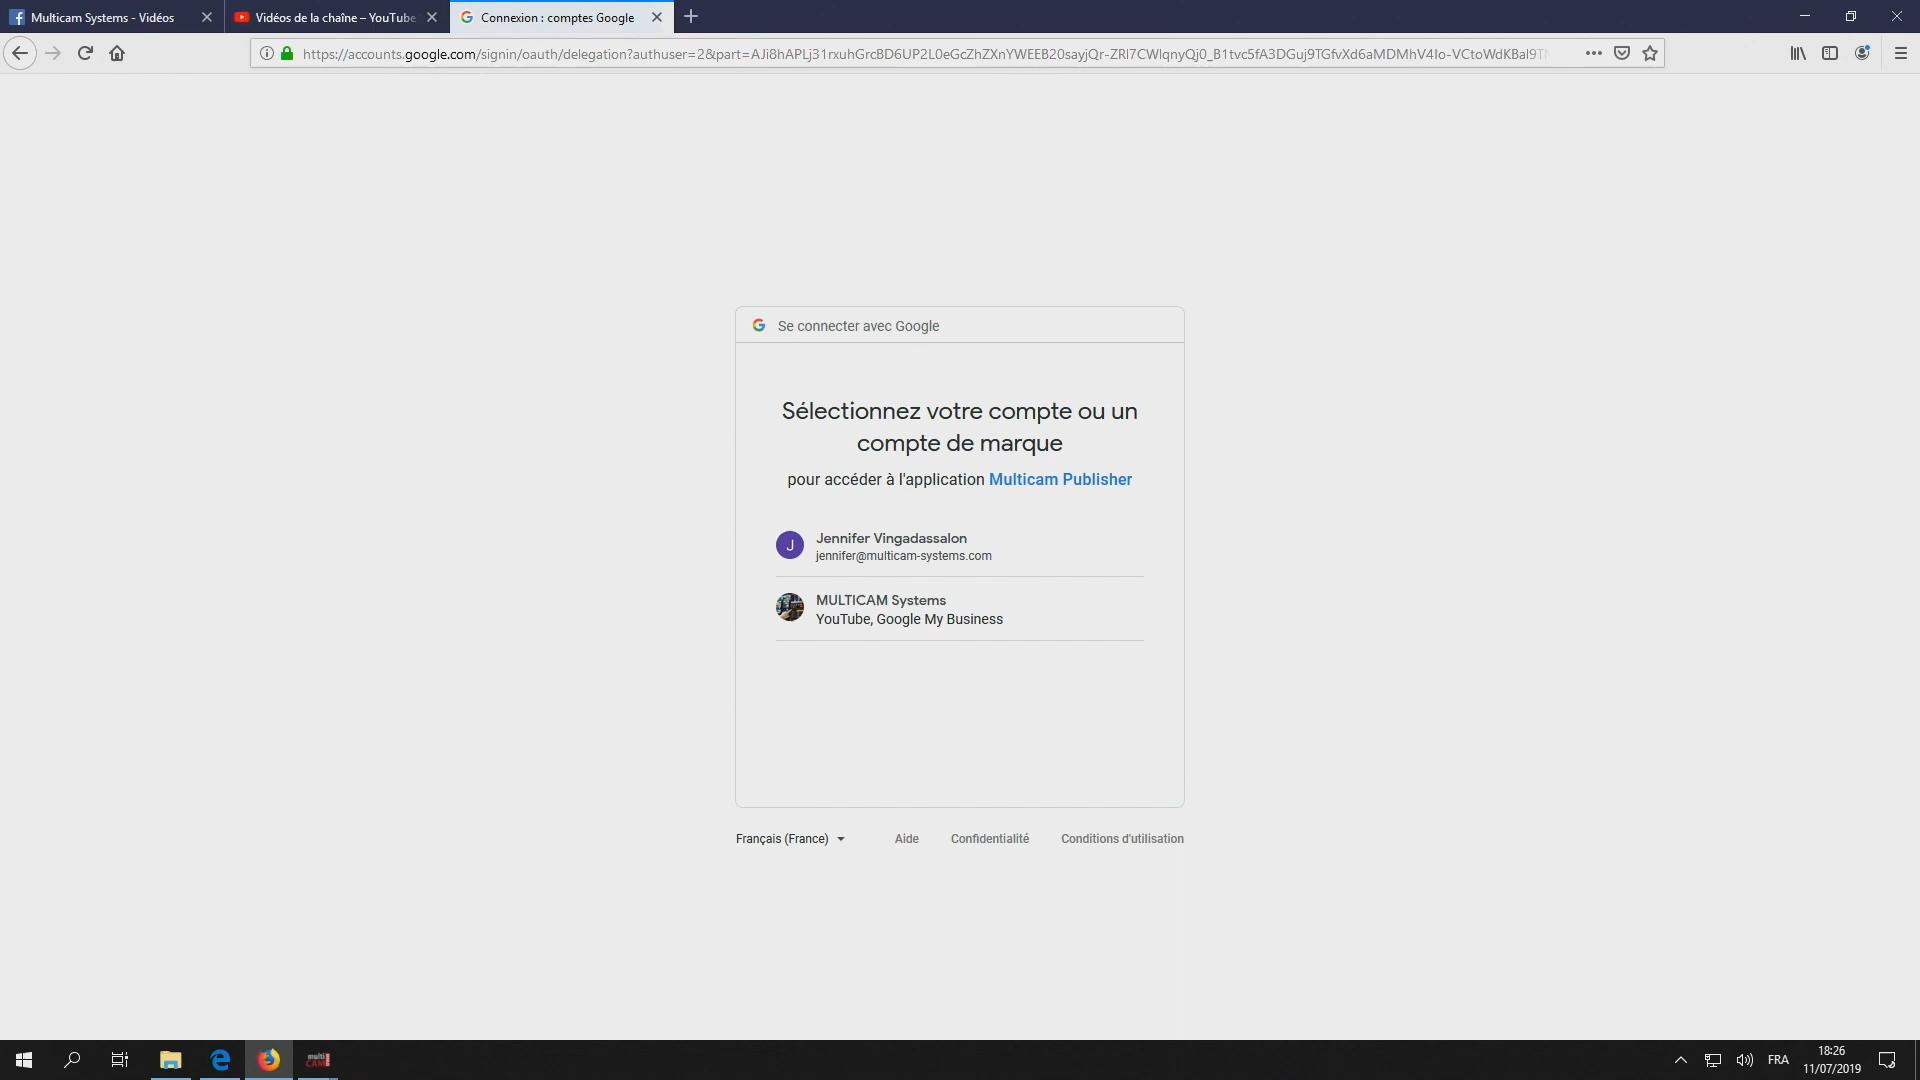 Multicam Systems - Vidéos
Vidéos de la chaîne – YouTube
Connexion : comptes Google
https://accounts.google.com/signin/oauth/delegation?authuser=2&part=
Se connecter avec Google
Sélectionnez votre compte ou un
compte de marque
pour accéder à l'application Multicam Publisher
J
Jennifer Vingadassalon
jennifer@multicam-systems.com
MULTICAM Systems
YouTube, Google My Business
Français (France)
Aide
Confidentialité
Conditions d'utilisation
multi
CAM
FRA
18:26
11/07/2019